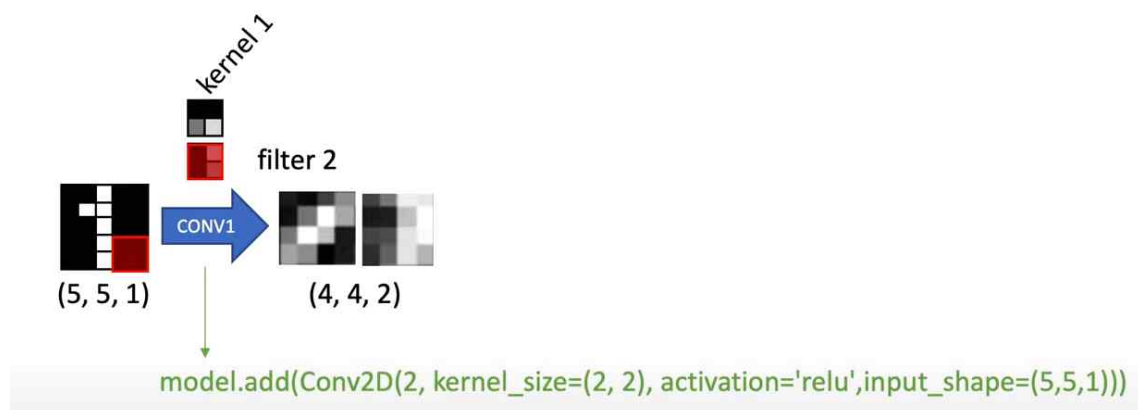 kernel 1
filter 2
CONV1
(5, 5, 1)
(4, 4, 2)
model.add(Conv2D(2, kernel_size=(2, 2), activation='relu',input_shape=(5,5,1)))